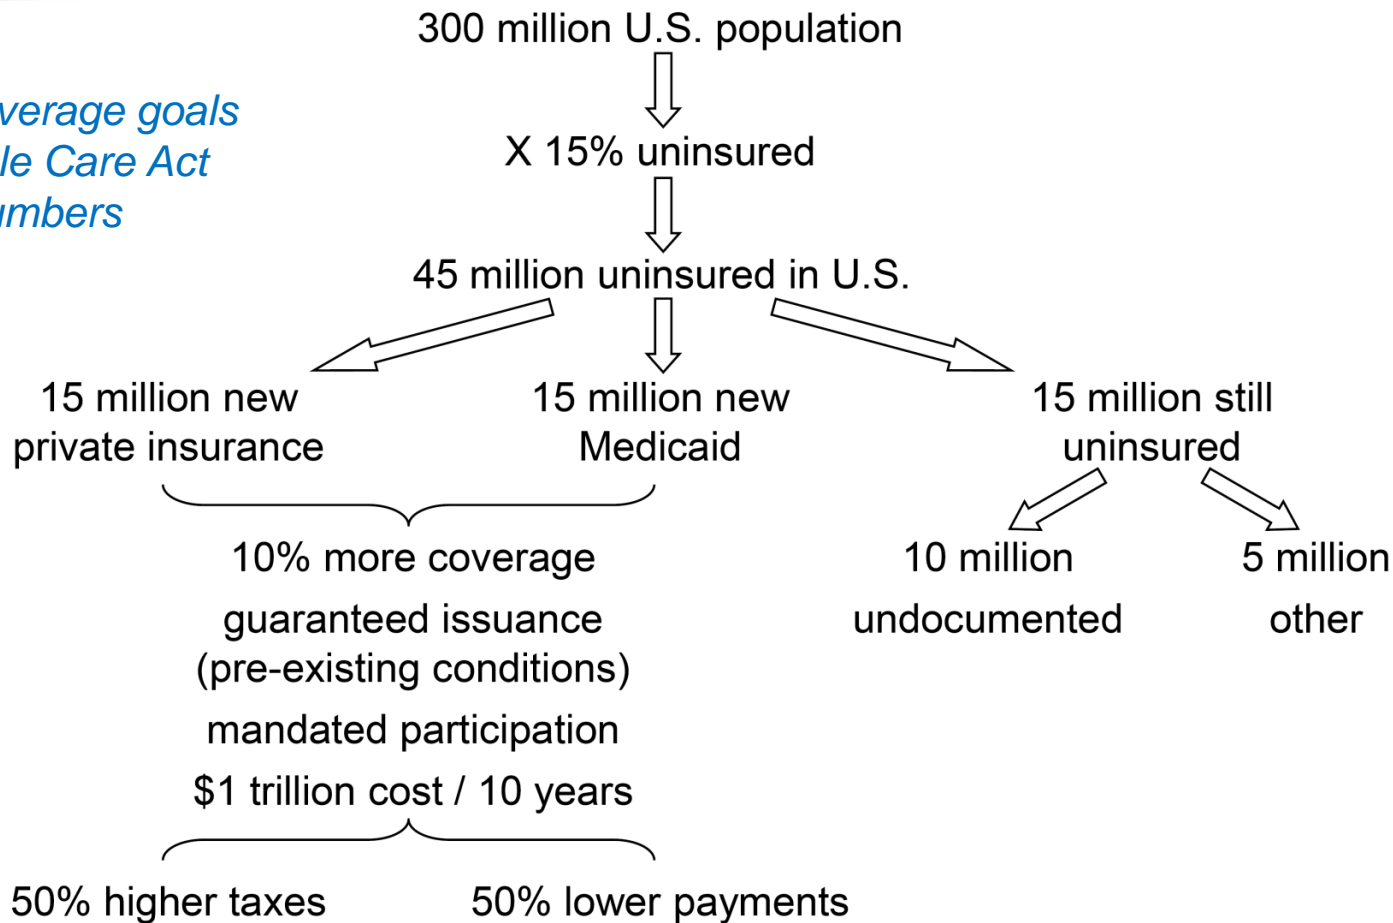 300 million U.S. population
verage goals
le Care Act
umbers
X 15% uninsured
45 million uninsured in U.S.
15 million new
private insurance
15 million new
Medicaid
15 million still
uninsured
10% more coverage
guaranteed issuance
(pre-existing conditions)
mandated participation
$1 trillion cost / 10 years
50% higher taxes
50% lower payments
10 million
undocumented
5 million
other